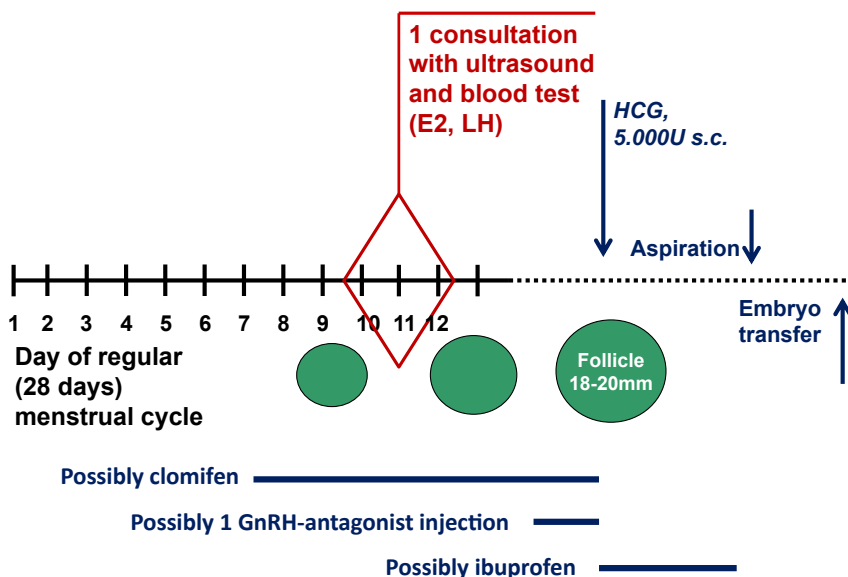 1 consultation
with ultrasound
and blood test
(E2, LH)
HCG,
5.000U s.c.
Aspiration
1 2 3 4 5 6 7 8 9 10 11 12
Embryo
transfer
Day of regular
(28 days)
menstrual cycle
Follicle
18-20mm
Possibly clomifen
Possibly 1 GnRH-antagonist injection
Possibly ibuprofen